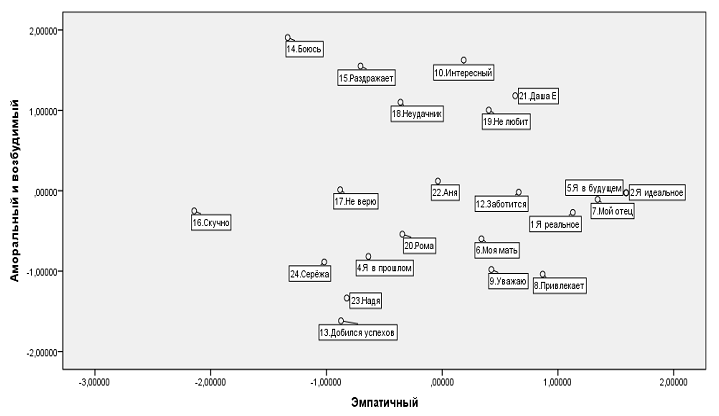 Аморальный и возбудимый
2,00000
1,00000
,00000
-1,00000
-2,00000
14.Боюсь
15.Раздражает
10.Интересный
21.Даша Е
18.Неудачник
19.Не любит
22.Аня
5.Я в будущем
2.Я идеальное
17.Не верю
12.Заботится
7.Мой отец
16.Скучно
1.Я реальное
20.Рома
6.Моя мать
24.Серёжа
4.Я в прошлом
9.Уважаю
8.Привлекает
23.Надя
13.Добился успехов
-3,00000 -2,00000 -1,00000 ,00000 1,00000 2,00000
Эмпатичный